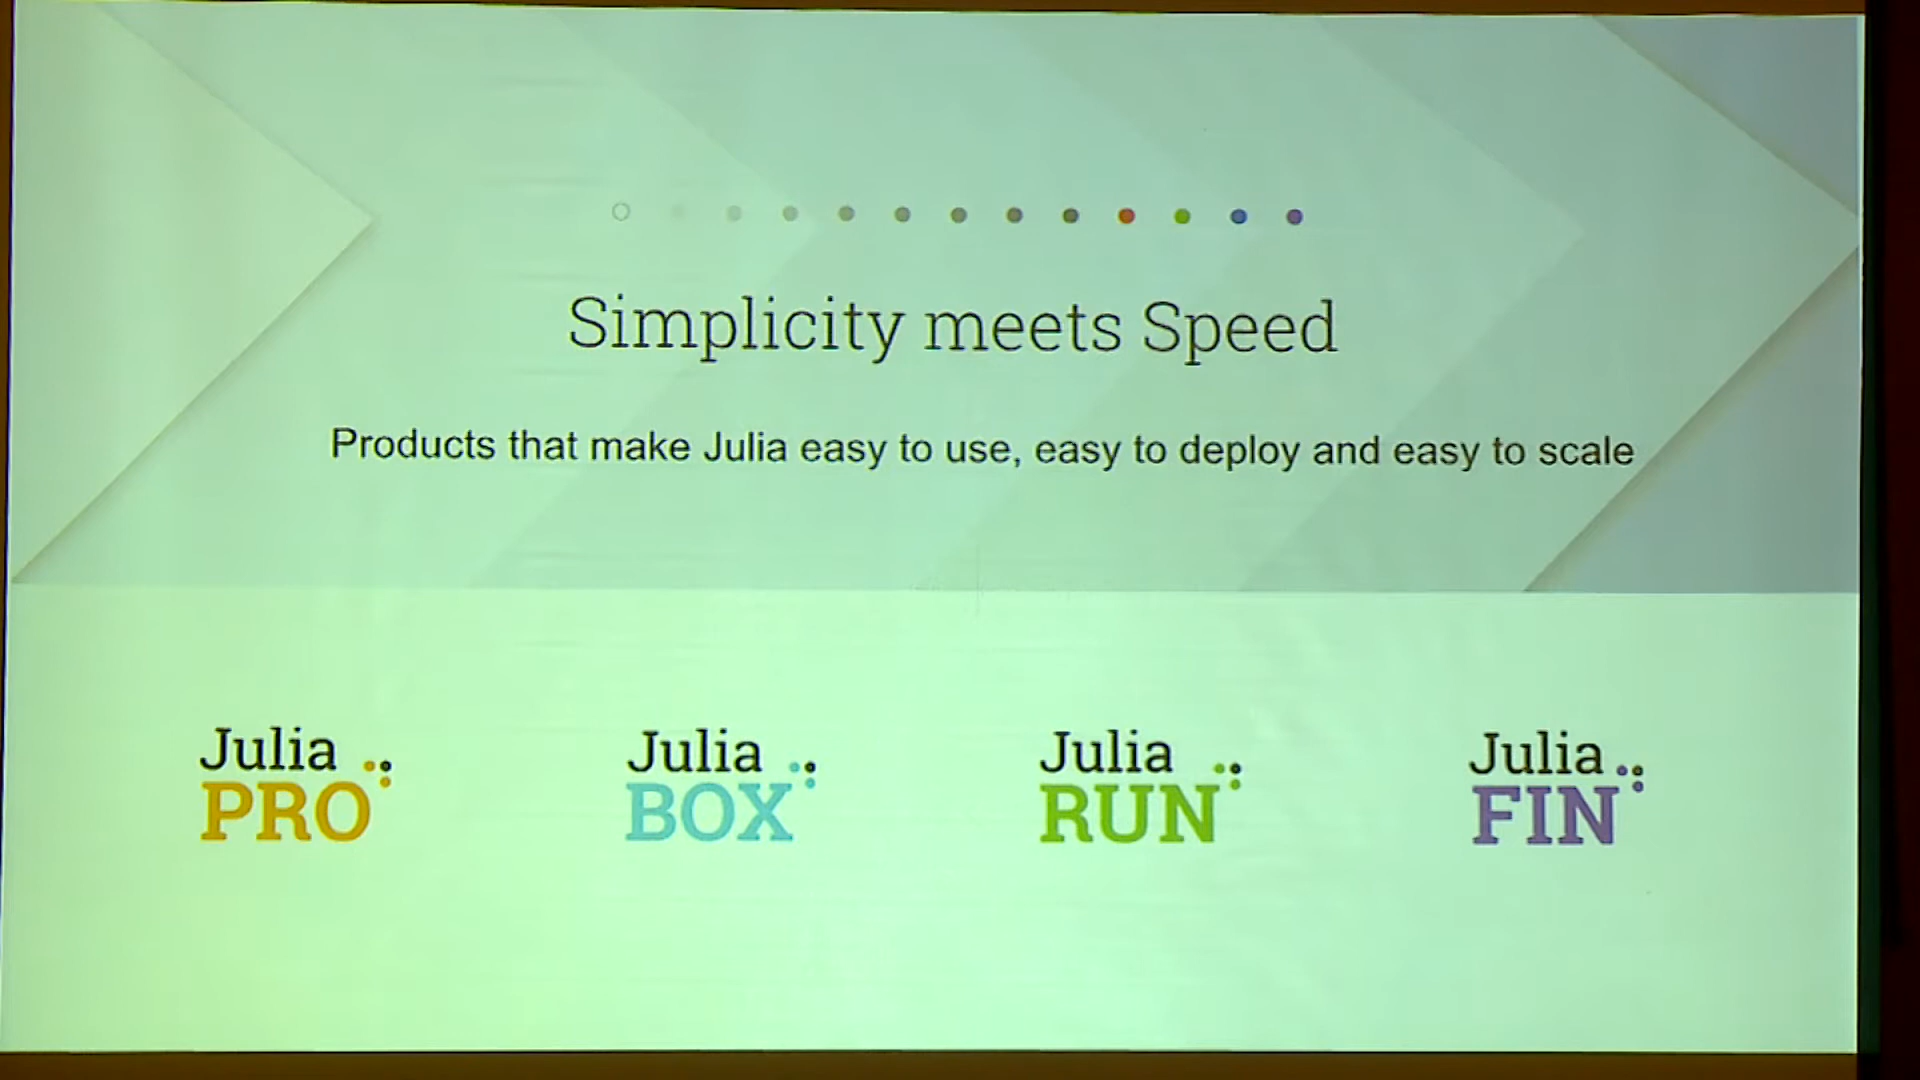 Simplicity meets Speed
Products that make Julia easy to use, easy to deploy and easy to scale
Julia
PRO
Julia
BOX
Julia
RUN
Julia
FIN